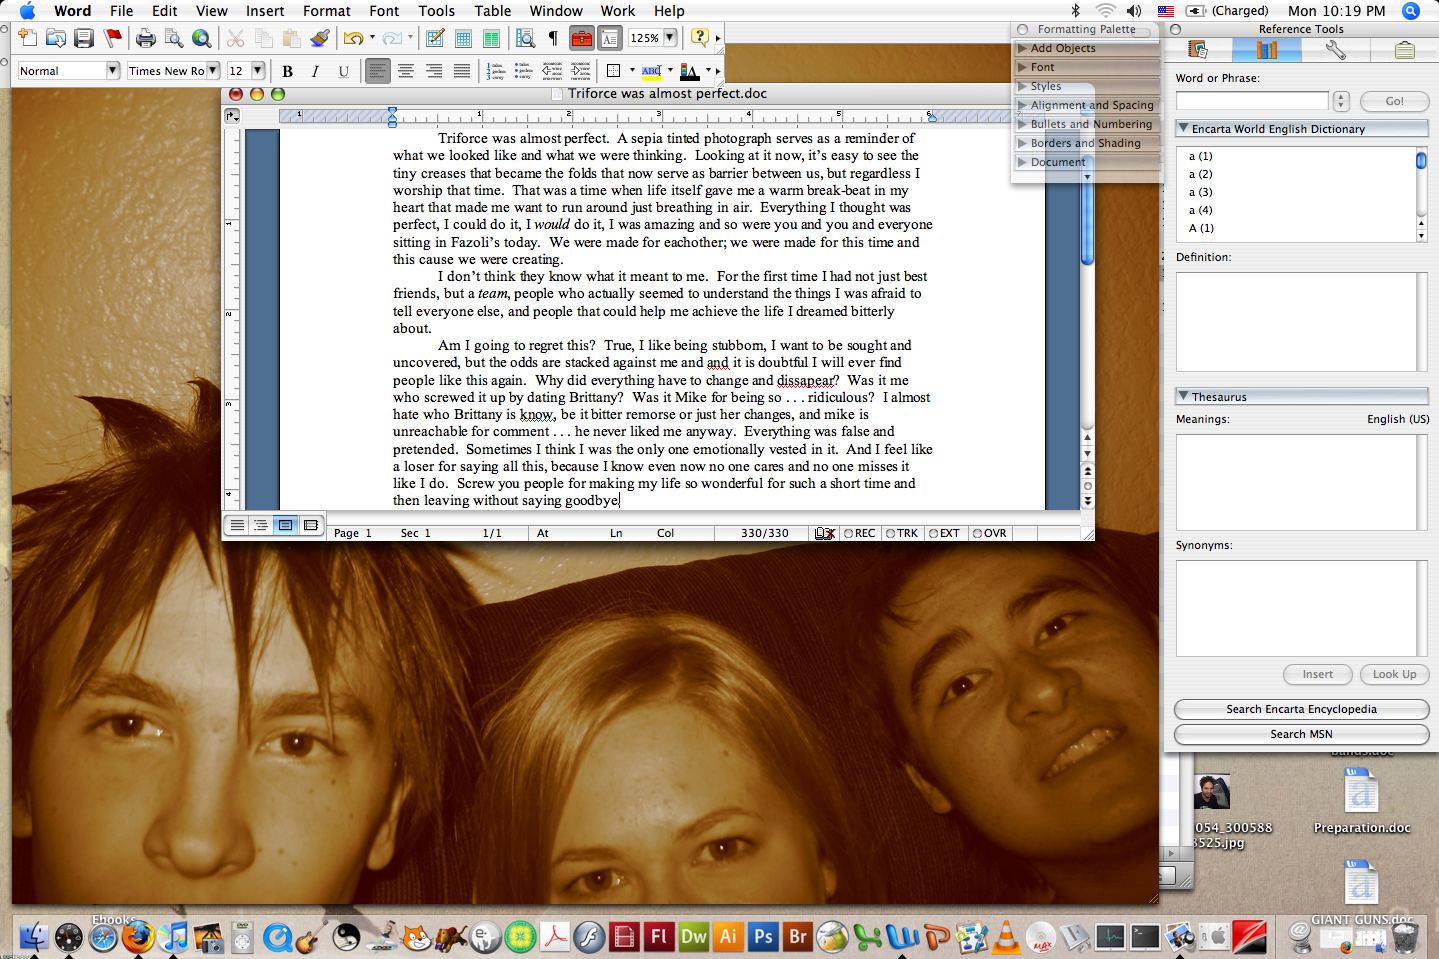 Word File Edit View Insert Format Font Tools Table Window Work Help (Charged) Mon 10:19 PM
125%
Normal Times New Ro 12 B I U ABC A
Triforce was almost perfect.doc
Triforce was almost perfect. A sepia tinted photograph serves as a reminder of
what we looked like and what we were thinking. Looking at it now, it's easy to see the
tiny creases that became the folds that now serve as barrier between us, but regardless I
worship that time. That was a time when life itself gave me a warm break-beat in my
heart that made me want to run around just breathing in air. Everything I thought was
perfect, I could do it, I would do it, I was amazing and so were you and you and everyone
sitting in Fazoli's today. We were made for eachother; we were made for this time and
this cause we were creating.
I don't think they know what it meant to me. For the first time I had not just best
friends, but a team, people who actually seemed to understand the things I was afraid to
tell everyone else, and people that could help me achieve the life I dreamed bitterly
about.
Am I going to regret this? True, I like being stubborn, I want to be sought and
uncovered, but the odds are stacked against me and and it is doubtful I will ever find
people like this again. Why did everything have to change and dissapear? Was it me
who screwed it up by dating Brittany? Was it Mike for being so . . . ridiculous? I almost
hate who Brittany is know, be it bitter remorse or just her changes, and mike is
unreachable for comment . . . he never liked me anyway. Everything was false and
pretended. Sometimes I think I was the only one emotionally vested in it. And I feel like
a loser for saying all this, because I know even now no one cares and no one misses it
like I do. Screw you people for making my life so wonderful for such a short time and
then leaving without saying goodbye
Page 1 Sec 1 1/1 At Ln Col 330/330 REC TRK EXT OVR
Formatting Palette
Add Objects
Font
Styles
Alignment and Spacing
Bullets and Numbering
Borders and Shading
Document
Reference Tools
Word or Phrase:
Go!
Encarta World English Dictionary
a (1)
a (2)
a (3)
a (4)
A (1)
Definition:
Thesaurus
Meanings: English (US)
Synonyms:
Insert Look Up
Search Encarta Encyclopedia
Search MSN
054_300588
8525.jpg
Preparation.doc
GIANT GUNS.doc
Ebooks
Fl Dw Ai Ps Br